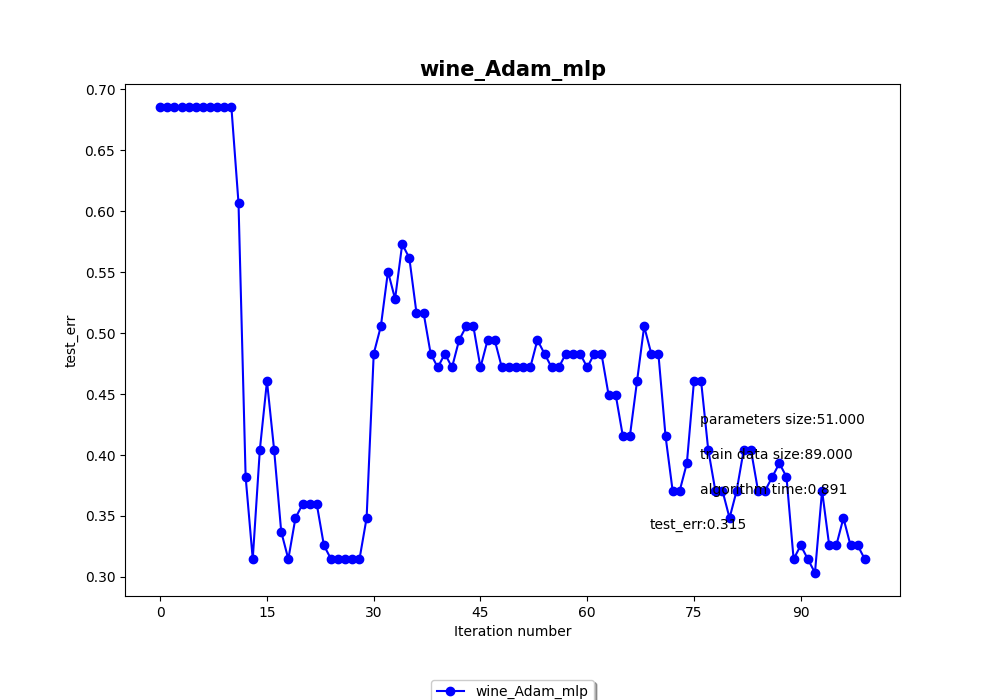 wine_Adam_mlp
0.70
0.65
0.60
0.55
0.50
0.45
0.40
0.35
0.30
test_err
parameters size:51.000
train data size:89.000
algorithm time:0.891
test_err:0.315
0 15 30 45 60 75 90
Iteration number
wine_Adam_mlp